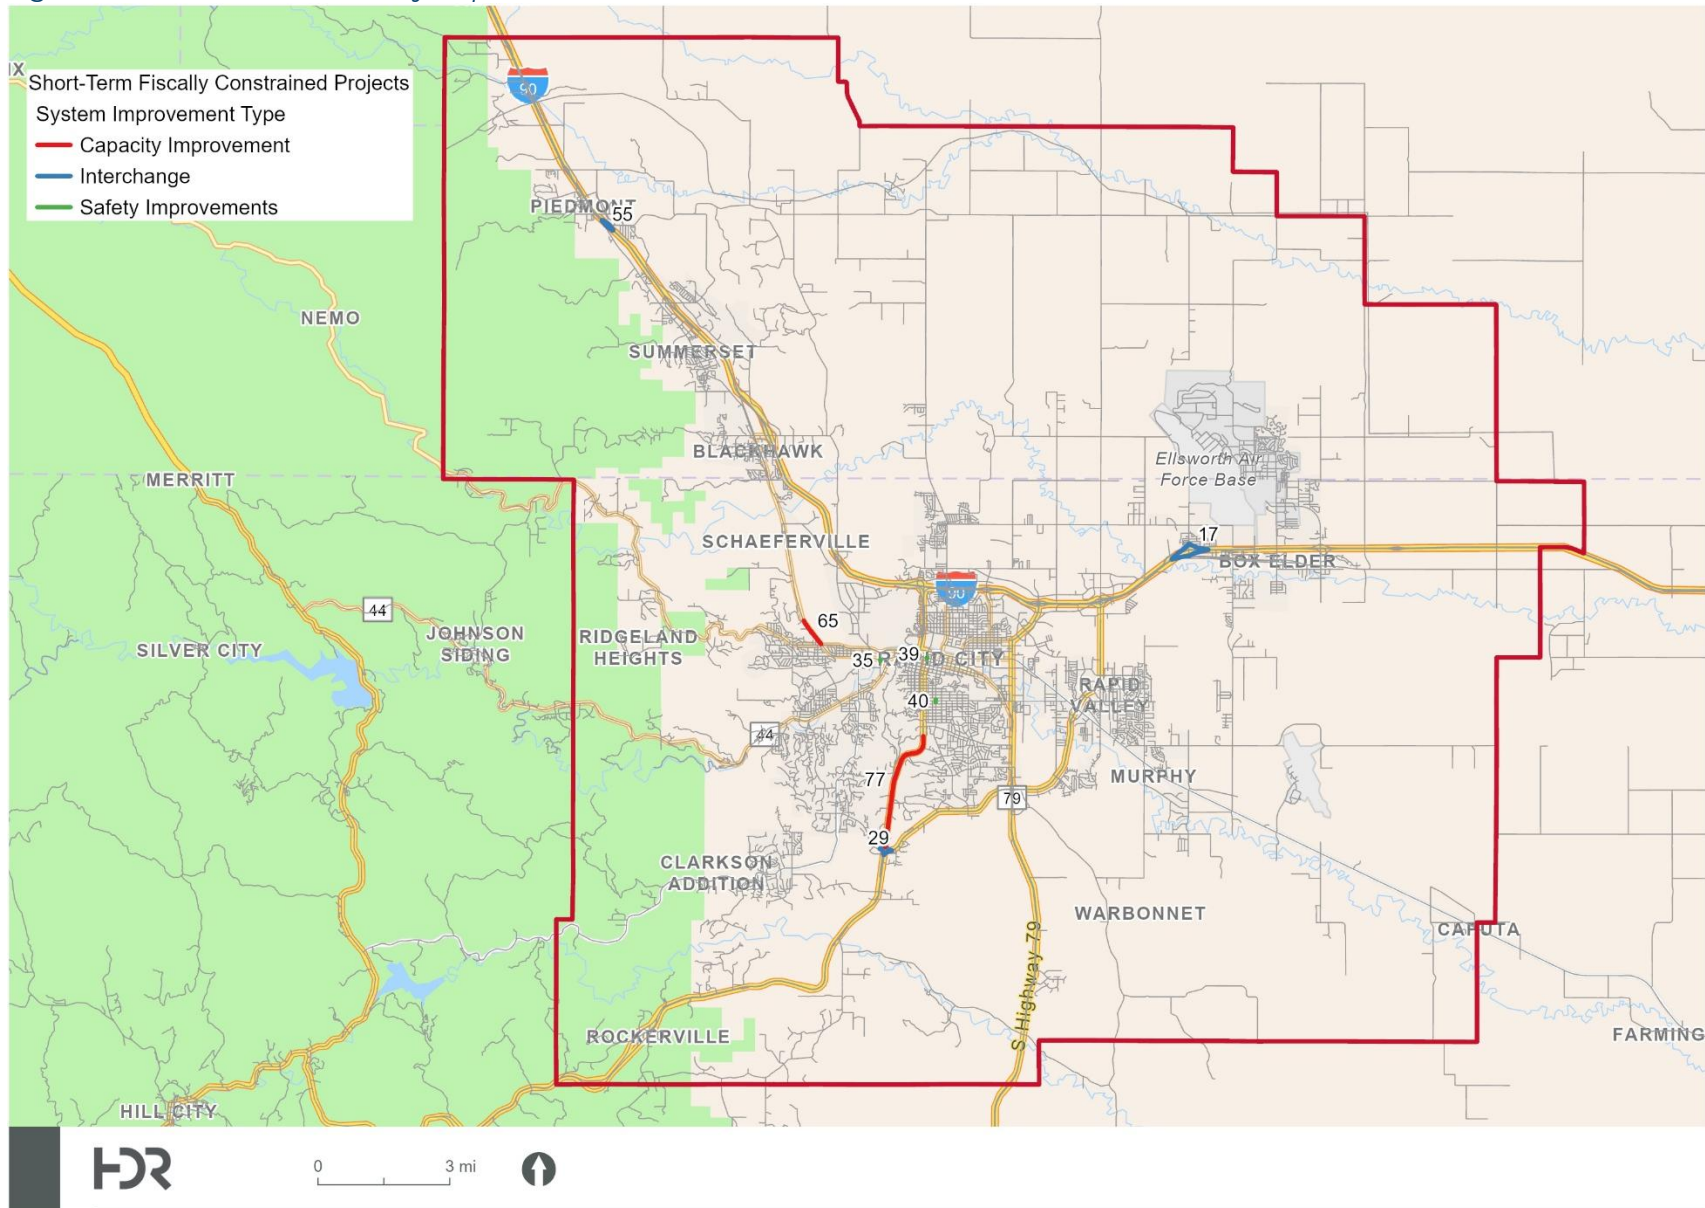 IX
Short-Term Fiscally Constrained Projects
System Improvement Type
Capacity Improvement
Interchange
Safety Improvements
90
PIEDMONT
55
NEMO
SUMMERSET
BLACKHAWK
MERRITT
Ellsworth Air
Force Base
SCHAEFERVILLE
17
BOX ELDER
90
44
65
JOHNSON
SIDING
RIDGELAND
HEIGHTS
SILVER CITY
35
39
RAPID CITY
40
RAPID
VALLEY
44
77
MURPHY
79
29
CLARKSON
ADDITION
WARBONNET
CAPUTA
S Highway 79
ROCKERVILLE
FARMING
HILL CITY
HDR
0
3 mi